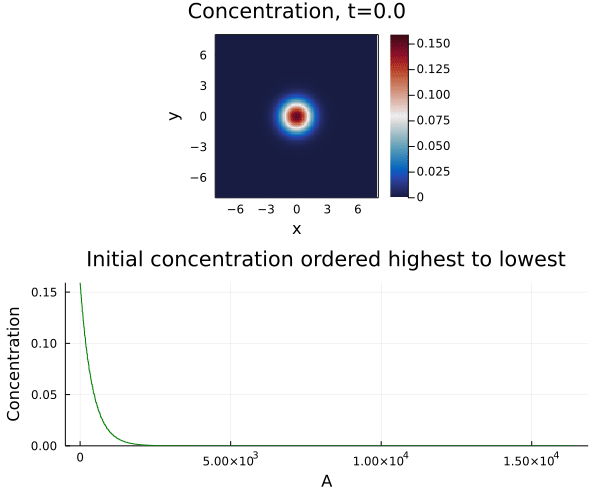 Concentration, t=0.0
6
3
0
−3
−6
y
−6 −3 0 3 6
x
0.150
0.125
0.100
0.075
0.050
0.025
0
Initial concentration ordered highest to lowest
0.15
0.10
0.05
0.00
Concentration
0 5.00×10³ 1.00×10⁴ 1.50×10⁴
A